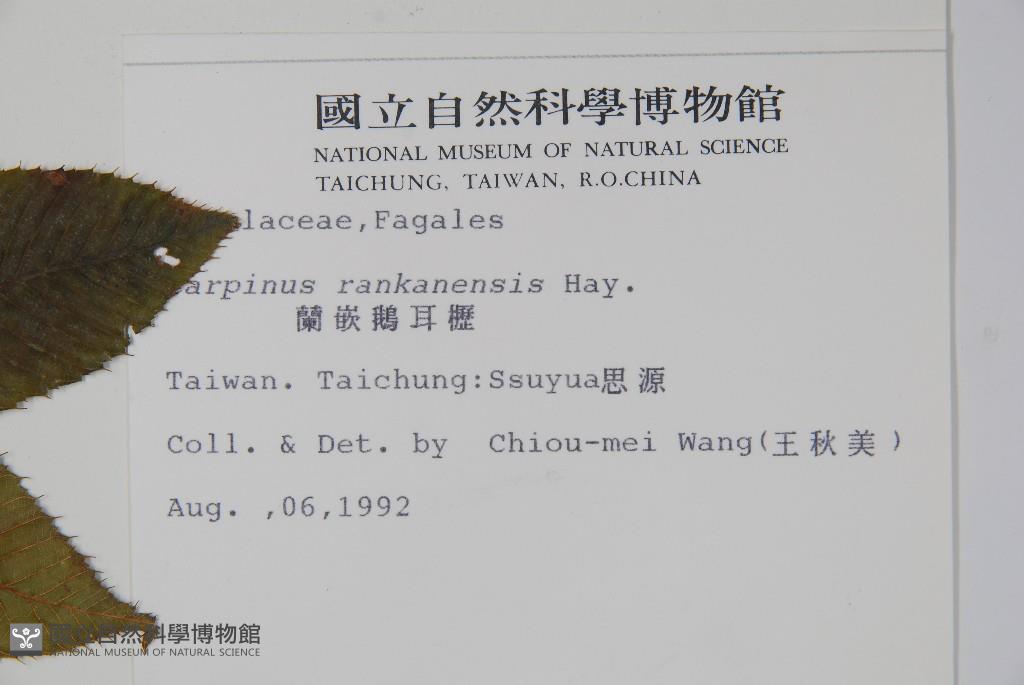 國立自然科學博物館
NATIONAL MUSEUM OF NATURAL SCIENCE
TAICHUNG, TAIWAN, R.O.CHINA
laceae,Fagales
arpinus rankanensis Hay.
蘭嵌鵝耳櫪
Taiwan. Taichung:Ssuyua思源
Coll. & Det. by Chiou-mei Wang(王秋美)
Aug. ,06,1992
國立自然科學博物館
NATIONAL MUSEUM OF NATURAL SCIENCE